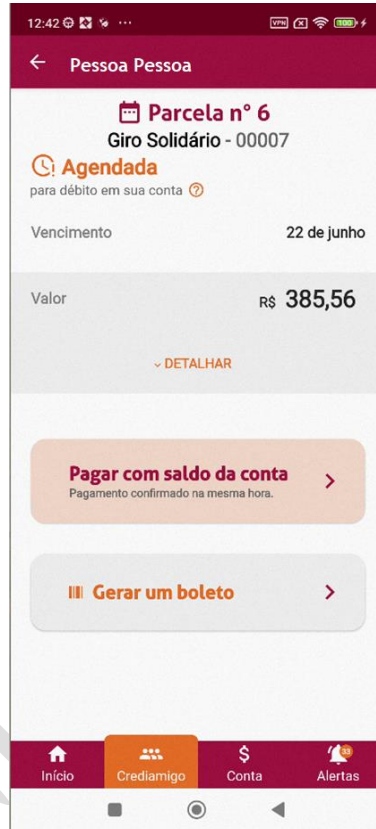 12:42
VPN
100
Pessoa Pessoa
Parcela n° 6
Giro Solidário - 00007
Agendada
para débito em sua conta ?
Vencimento 22 de junho
Valor R$ 385,56
DETALHAR
Pagar com saldo da conta
Pagamento confirmado na mesma hora.
Gerar um boleto
33
Início Crediamigo Conta Alertas